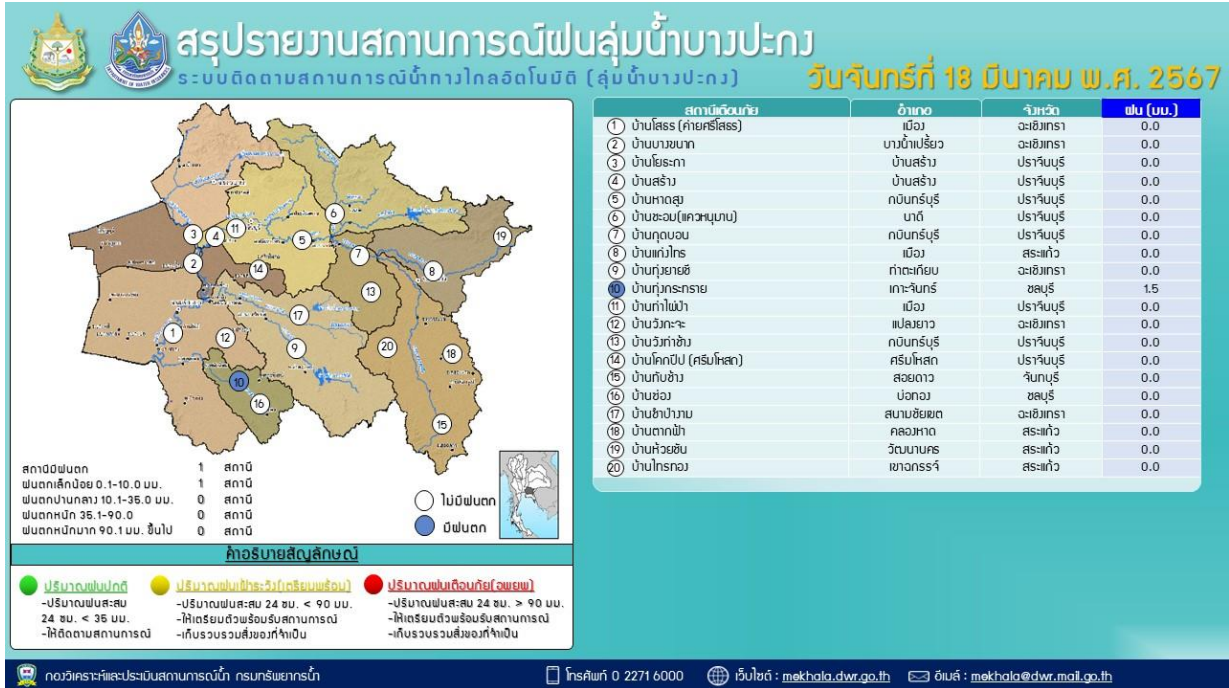 สรุปรายงานสถานการณ์ฝนลุ่มน้ำบางปะกง
ระบบติดตามสถานการณ์น้ำทางไกลอัตโนมัติ (ลุ่มน้ำบางปะกง)
วันจันทร์ที่ 18 มีนาคม พ.ศ. 2567
สถานีเตือนภัย อำเภอ จังหวัด ฝน (มม.)
1 บ้านโสธร (ค่ายศรีโสธร) เมือง ฉะเชิงเทรา 0.0
2 บ้านบางขนาก บางน้ำเปรี้ยว ฉะเชิงเทรา 0.0
3 บ้านโยธะกา บ้านสร้าง ปราจีนบุรี 0.0
4 บ้านสร้าง บ้านสร้าง ปราจีนบุรี 0.0
5 บ้านหาดสูง กบินทร์บุรี ปราจีนบุรี 0.0
6 บ้านชะอม(แควหนุมาน) นาดี ปราจีนบุรี 0.0
7 บ้านกุดบอน กบินทร์บุรี ปราจีนบุรี 0.0
8 บ้านแก่งไทร เมือง สระแก้ว 0.0
9 บ้านทุ่งยายชี ท่าตะเกียบ ฉะเชิงเทรา 0.0
10 บ้านทุ่งกระทราย เกาะจันทร์ ชลบุรี 1.5
11 บ้านท่าไผ่ป่า เมือง ปราจีนบุรี 0.0
12 บ้านวังกะจะ แปลงยาว ฉะเชิงเทรา 0.0
13 บ้านวังท่าช้าง กบินทร์บุรี ปราจีนบุรี 0.0
14 บ้านโคกปีป (ศรีมโหสถ) ศรีมโหสถ ปราจีนบุรี 0.0
15 บ้านทับช้าง สอยดาว จันทบุรี 0.0
16 บ้านช่อง บ่อทอง ชลบุรี 0.0
17 บ้านชำป่างาม สนามชัยเขต ฉะเชิงเทรา 0.0
18 บ้านตากฟ้า คลองหาด สระแก้ว 0.0
19 บ้านห้วยชัน วัฒนานคร สระแก้ว 0.0
20 บ้านไทรทอง เขาฉกรรจ์ สระแก้ว 0.0
6
19
11
3
4
5
7
2
14
8
13
17
1
12
9
20
18
10
16
15
สถานีมีฝนตก 1 สถานี
ฝนตกเล็กน้อย 0.1-10.0 มม. 1 สถานี
ฝนตกปานกลาง 10.1-35.0 มม. 0 สถานี
ฝนตกหนัก 35.1-90.0 0 สถานี
ฝนตกหนักมาก 90.1 มม. ขึ้นไป 0 สถานี
ไม่มีฝนตก
มีฝนตก
คำอธิบายสัญลักษณ์
ปริมาณฝนปกติ
-ปริมาณฝนสะสม
24 ชม. < 35 มม.
-ให้ติดตามสถานการณ์
ปริมาณฝนเฝ้าระวัง(เตรียมพร้อม)
-ปริมาณฝนสะสม 24 ชม. < 90 มม.
-ให้เตรียมตัวพร้อมรับสถานการณ์
-เก็บรวบรวมสิ่งของที่จำเป็น
ปริมาณฝนเตือนภัย(อพยพ)
-ปริมาณฝนสะสม 24 ชม. > 90 มม.
-ให้เตรียมตัวพร้อมรับสถานการณ์
-เก็บรวบรวมสิ่งของที่จำเป็น
กองวิเคราะห์และประเมินสถานการณ์น้ำ กรมทรัพยากรน้ำ
โทรศัพท์ 0 2271 6000
เว็บไซต์ : mekhala.dwr.go.th
อีเมล์ : mekhala@dwr.mail.go.th